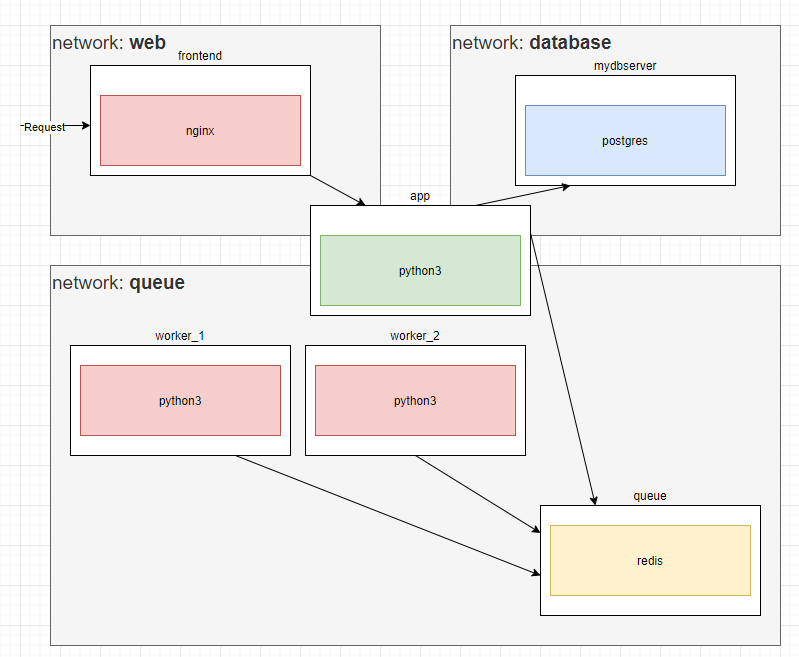 network: web
frontend
Request
nginx
network: database
mydbserver
postgres
app
python3
network: queue
worker_1
python3
worker_2
python3
queue
redis